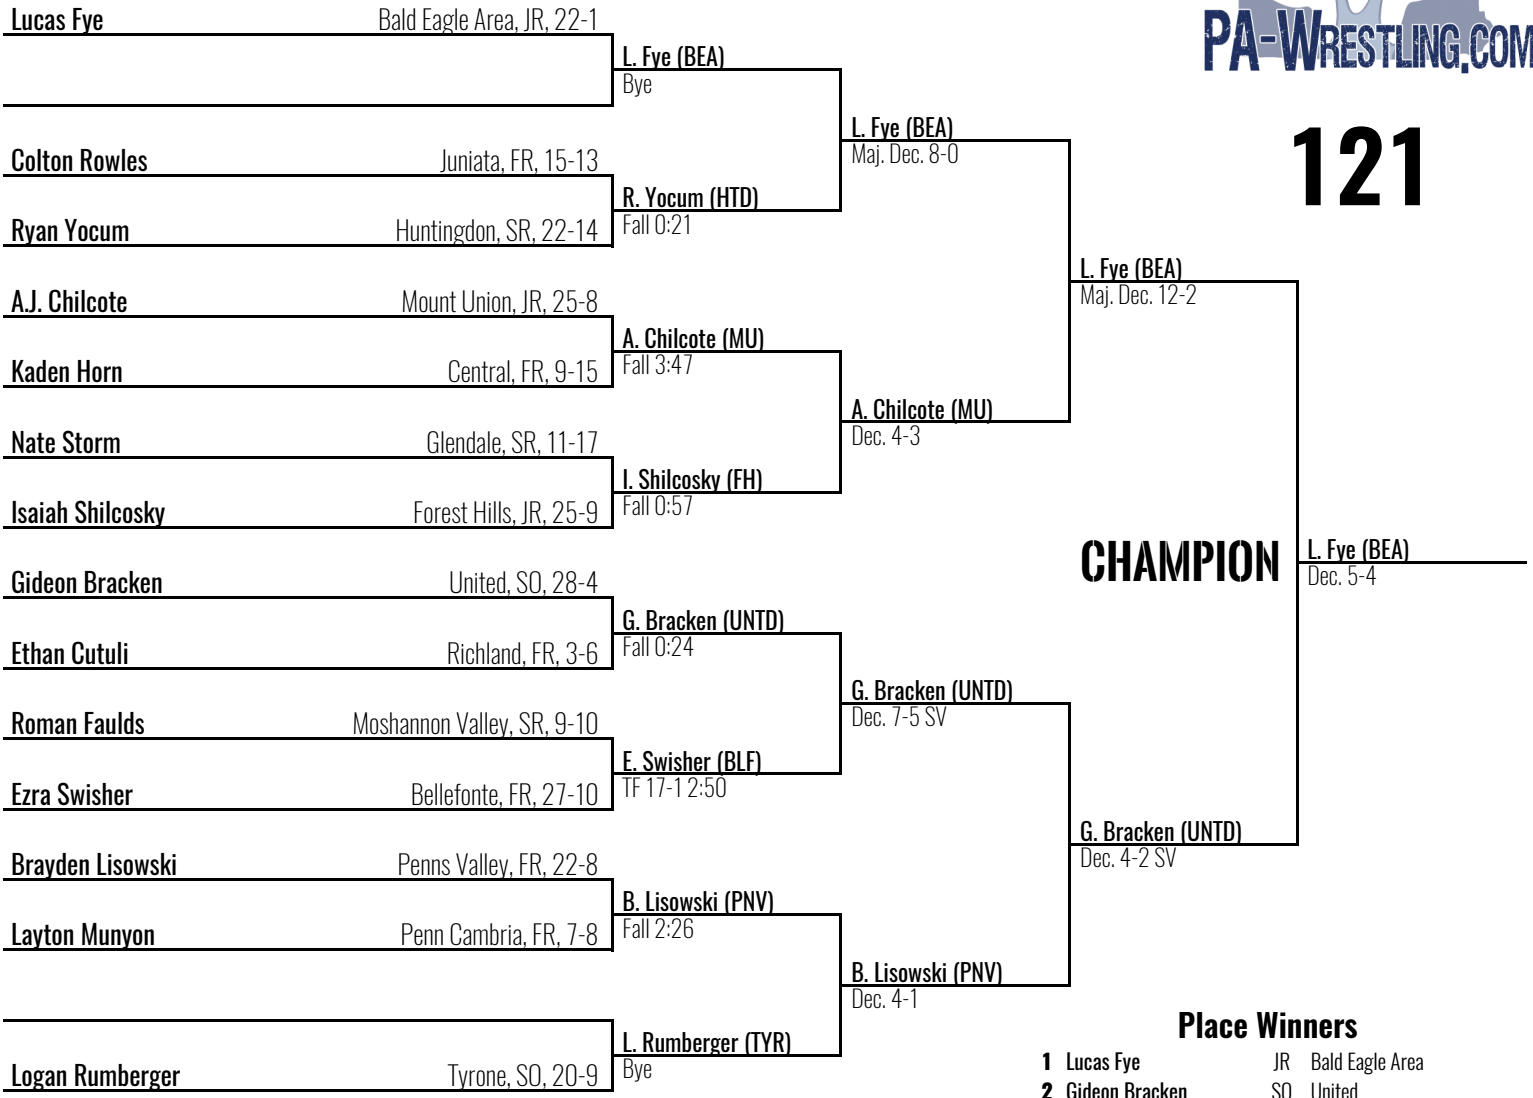 PA-WRESTLING.COM
121
Lucas Fye Bald Eagle Area, JR, 22-1
L. Fye (BEA)
Bye
Colton Rowles Juniata, FR, 15-13
R. Yocum (HTD)
Fall 0:21
Ryan Yocum Huntingdon, SR, 22-14
L. Fye (BEA)
Maj. Dec. 8-0
A.J. Chilcote Mount Union, JR, 25-8
A. Chilcote (MU)
Fall 3:47
Kaden Horn Central, FR, 9-15
Nate Storm Glendale, SR, 11-17
I. Shilcosky (FH)
Fall 0:57
Isaiah Shilcosky Forest Hills, JR, 25-9
A. Chilcote (MU)
Dec. 4-3
L. Fye (BEA)
Maj. Dec. 12-2
Gideon Bracken United, SO, 28-4
G. Bracken (UNTD)
Fall 0:24
Ethan Cutuli Richland, FR, 3-6
Roman Faulds Moshannon Valley, SR, 9-10
E. Swisher (BLF)
TF 17-1 2:50
Ezra Swisher Bellefonte, FR, 27-10
G. Bracken (UNTD)
Dec. 7-5 SV
Brayden Lisowski Penns Valley, FR, 22-8
B. Lisowski (PNV)
Fall 2:26
Layton Munyon Penn Cambria, FR, 7-8
L. Rumberger (TYR)
Bye
Logan Rumberger Tyrone, SO, 20-9
B. Lisowski (PNV)
Dec. 4-1
G. Bracken (UNTD)
Dec. 4-2 SV
CHAMPION
L. Fye (BEA)
Dec. 5-4
Place Winners
1 Lucas Fye JR Bald Eagle Area
2 Gideon Bracken SO United